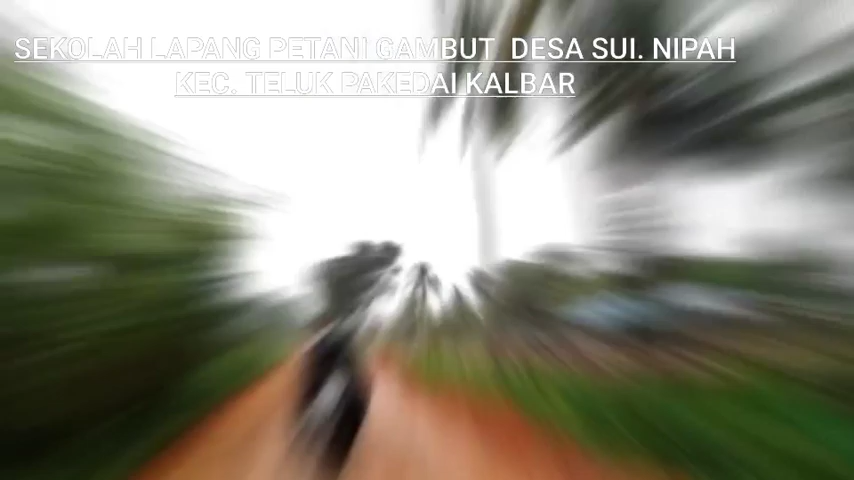 SEKOLAH LAPANG PETANI GAMBUT DESA SUI. NIPAH
KEC. TELUK PAKEDAI KALBAR